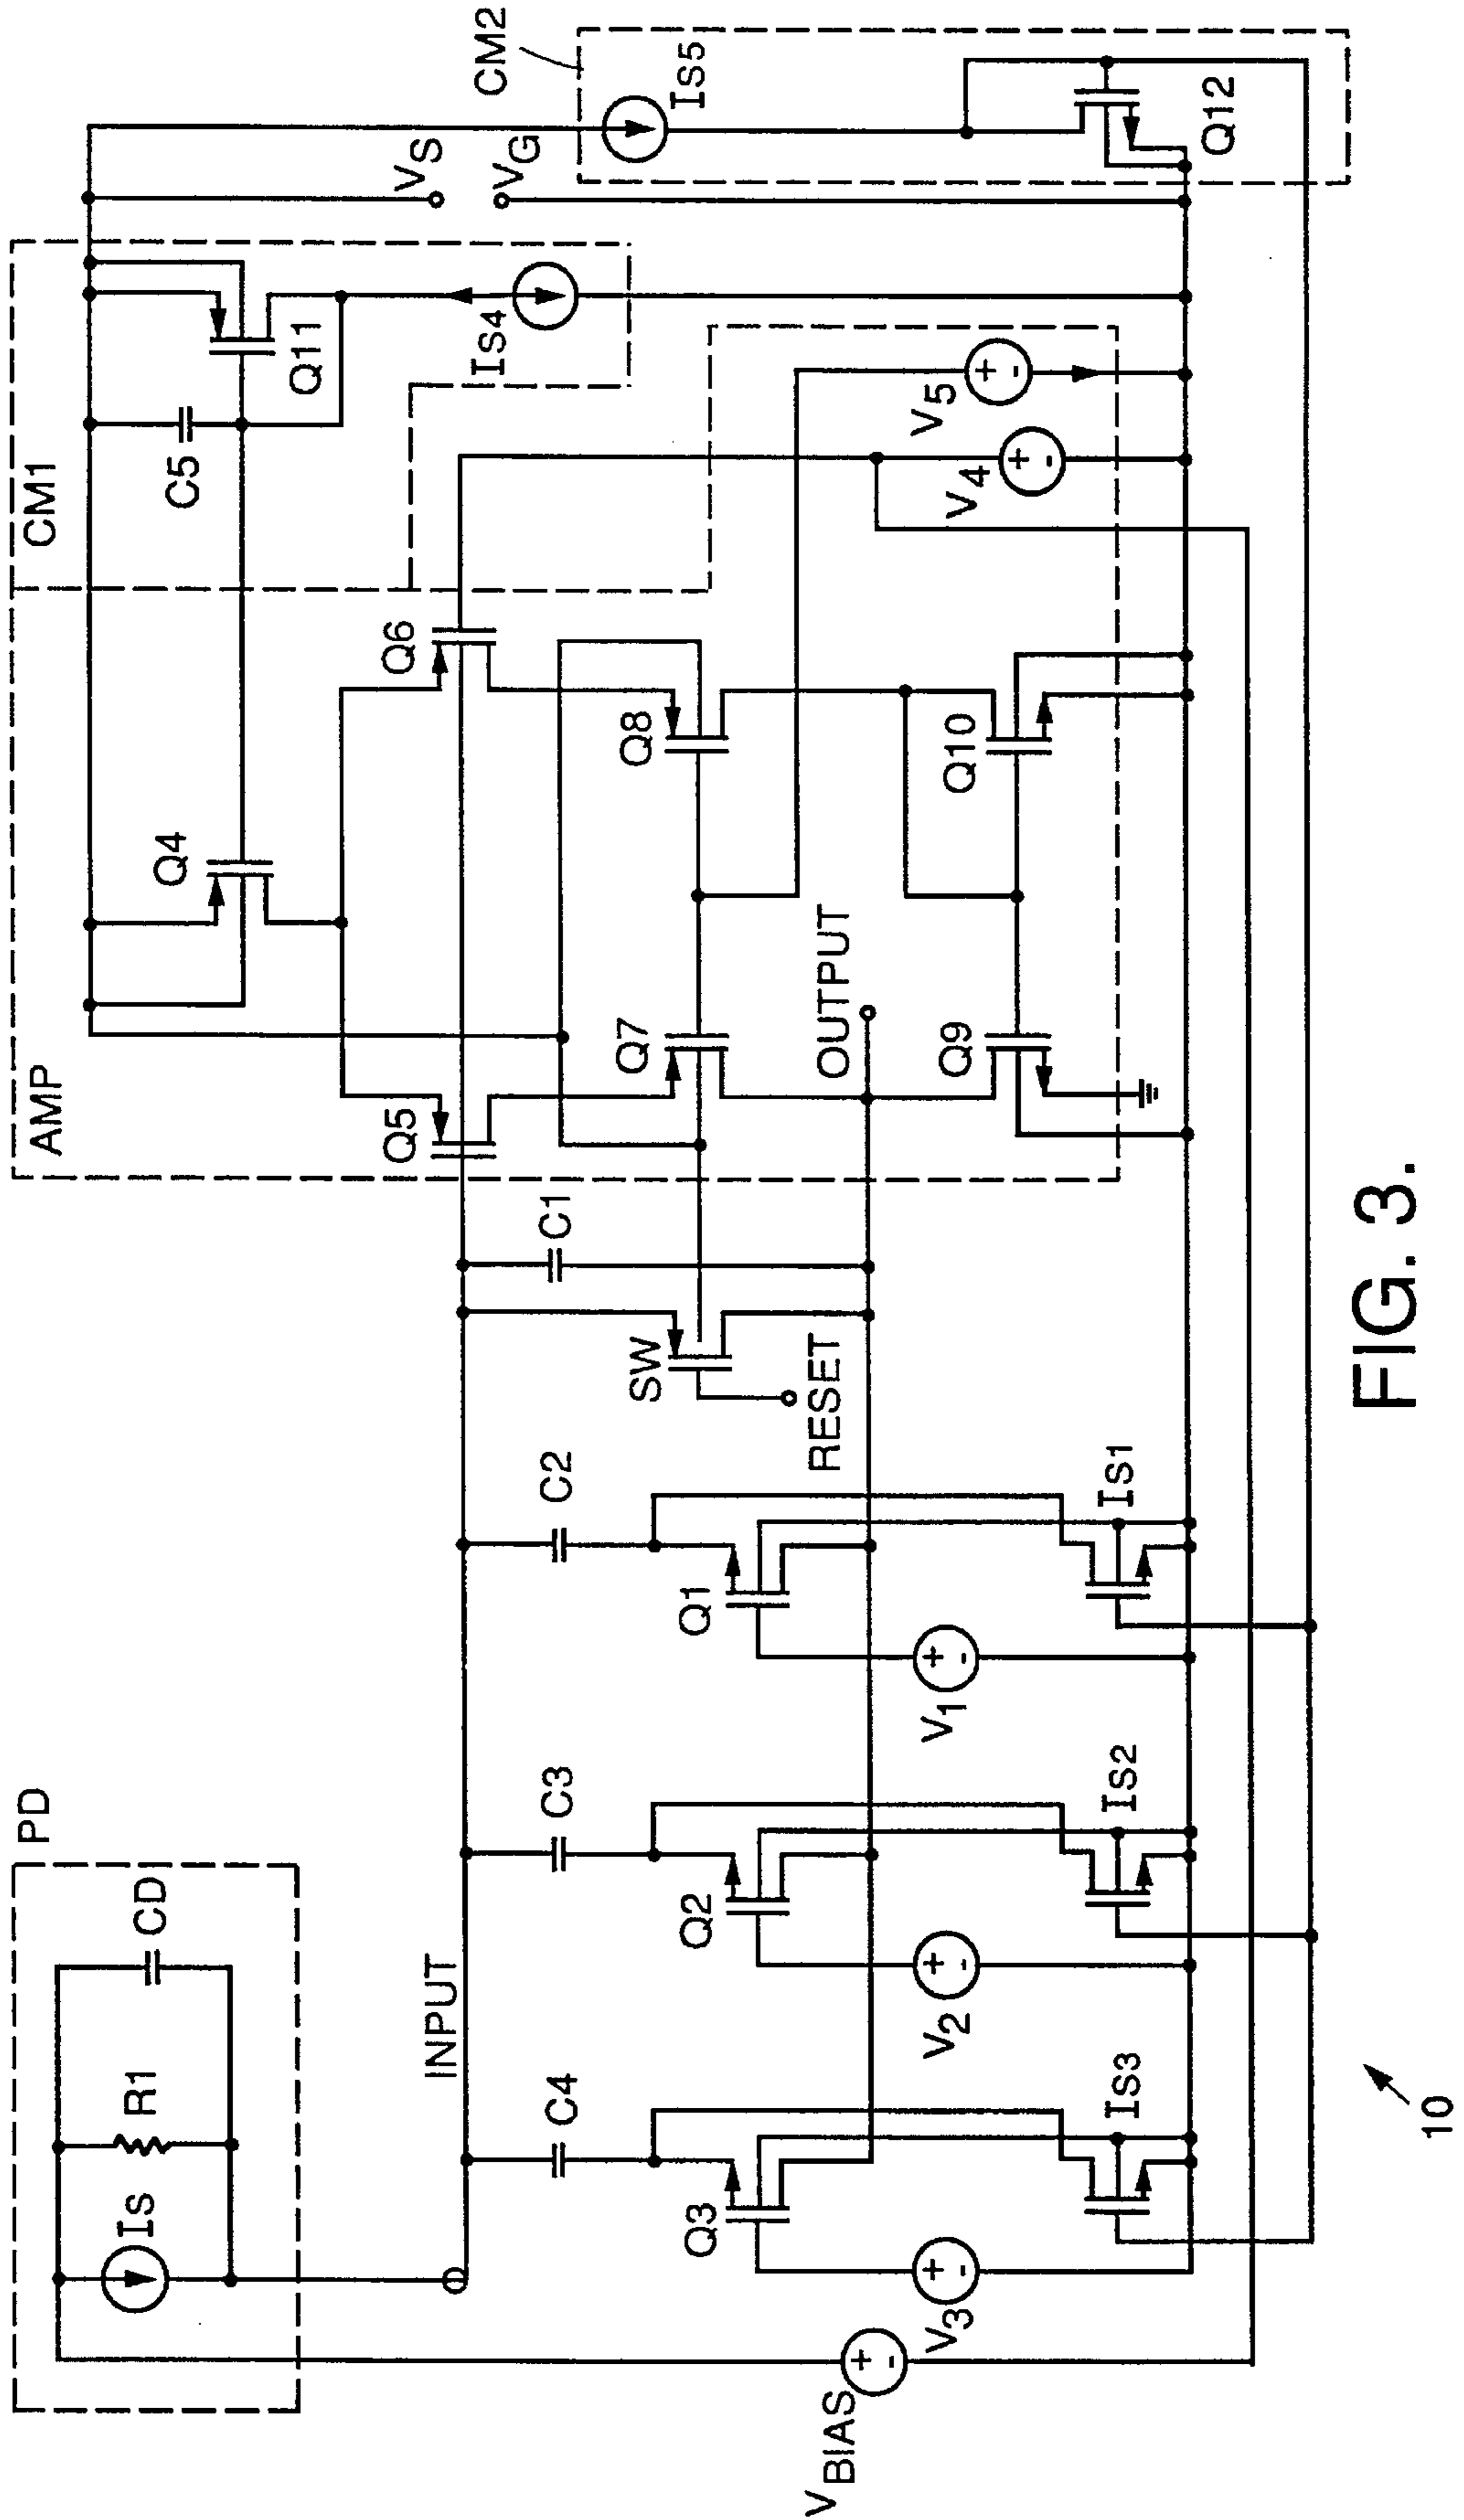 PD
CD
R1
IS
INPUT
VBIAS
C4
C3
C2
SW
C1
RESET
Q3
Q2
Q1
V3
V2
V1
IS3
IS2
IS1
AMP
CM1
Q4
C5
Q11
IS4
Q5
Q6
Q7
Q8
OUTPUT
Q9
Q10
V4
V5
VS
VG
CM2
IS5
Q12
10
FIG. 3.